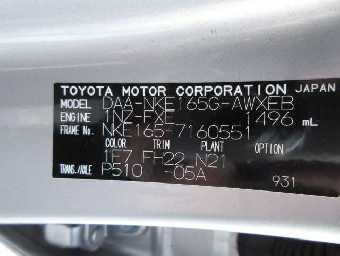 TOYOTA MOTOR CORPORATION JAPAN
MODEL DAA-NKE165G-AWXEB
ENGINE 1NZ-FXE 1496 mL
FRAME No. NKE165-7160551
COLOR TRIM PLANT OPTION
1F7 FH22 N21
TRANS./AXLE P510 -05A
931